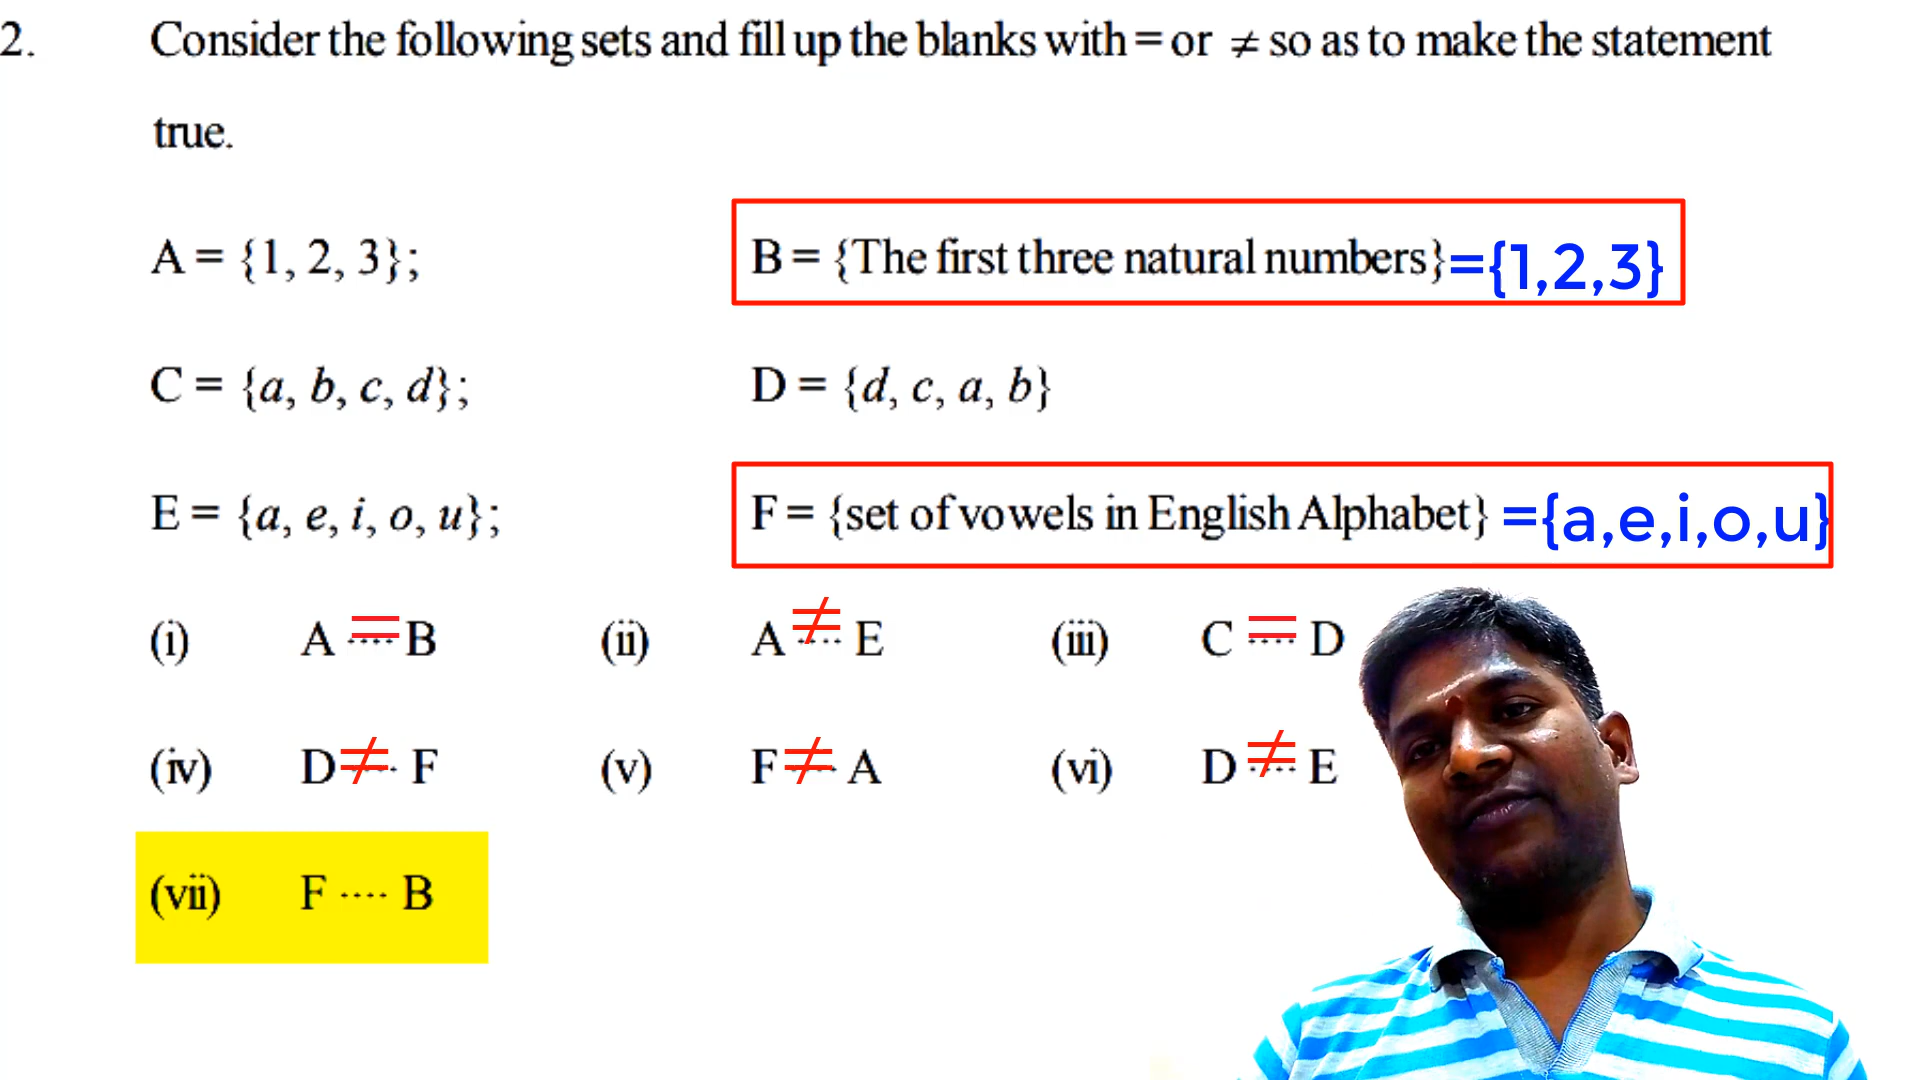 2. Consider the following sets and fill up the blanks with = or ≠ so as to make the statement
true.
A = {1, 2, 3}; B = {The first three natural numbers}={1,2,3}
C = {a, b, c, d}; D = {d, c, a, b}
E = {a, e, i, o, u}; F = {set of vowels in English Alphabet} ={a,e,i,o,u}
(i) A = .... B (ii) A ≠ .... E (iii) C = .... D
(iv) D ≠ .... F (v) F ≠ .... A (vi) D ≠ .... E
(vii) F .... B